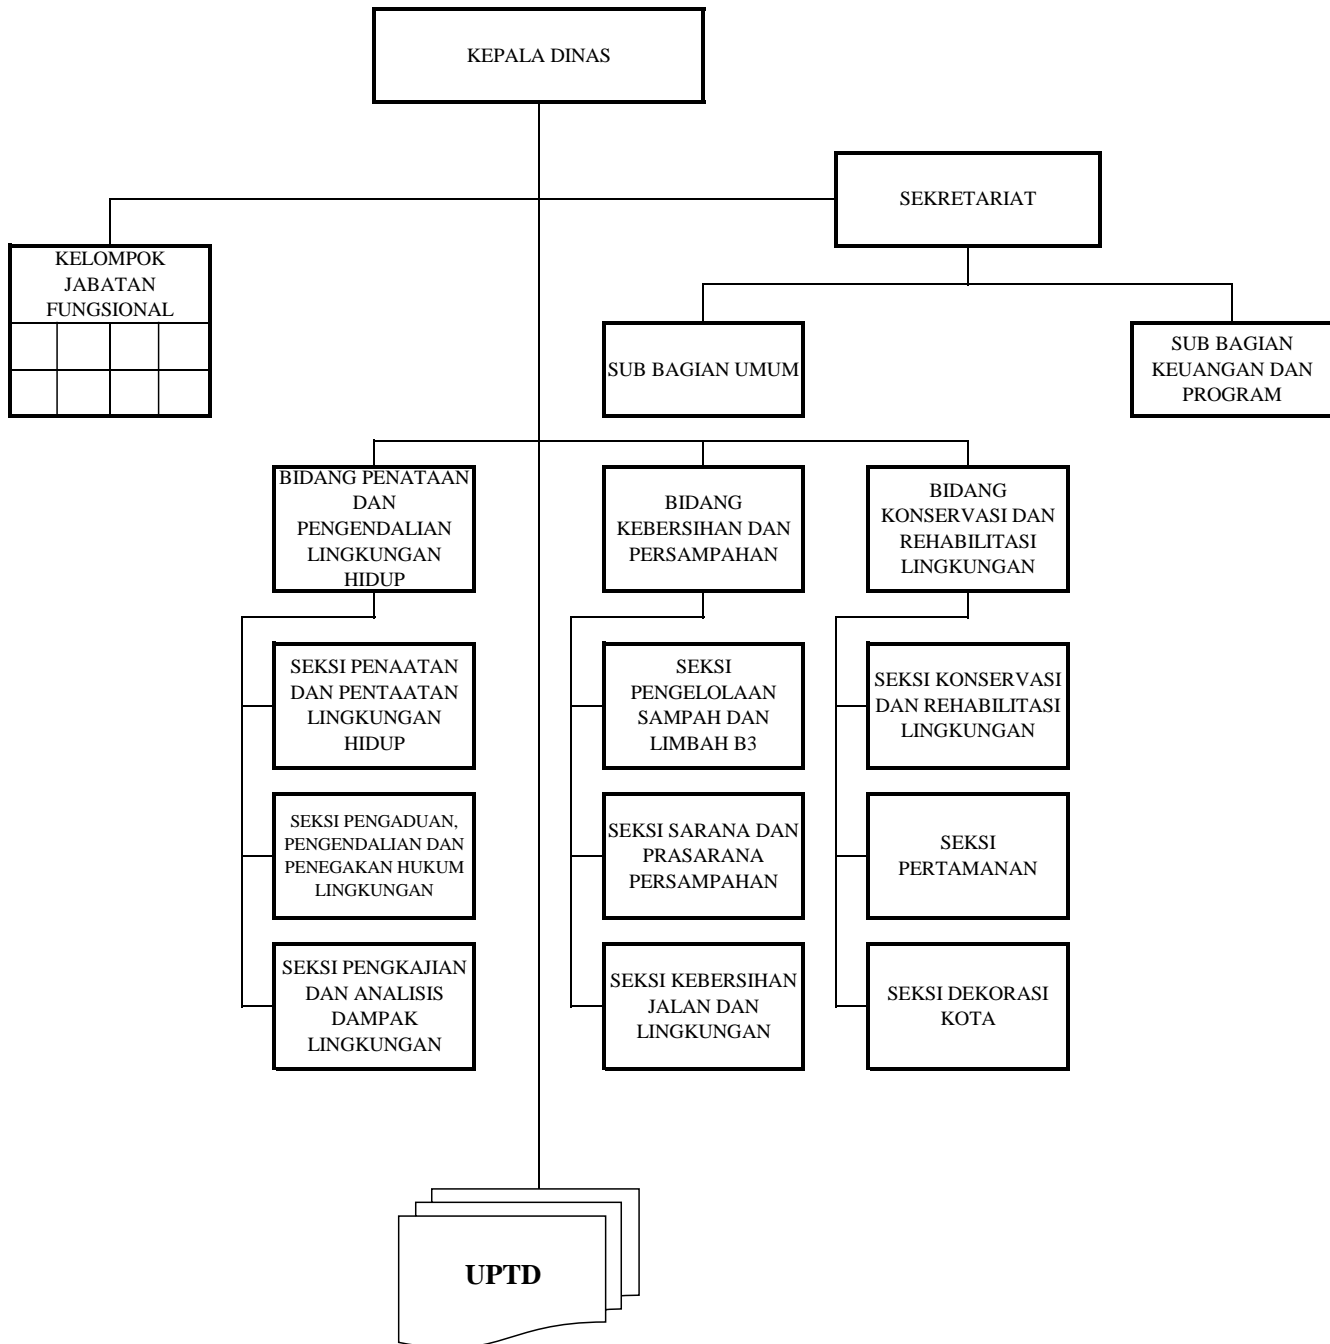 KEPALA DINAS
SEKRETARIAT
KELOMPOK
JABATAN
FUNGSIONAL
SUB BAGIAN UMUM
SUB BAGIAN
KEUANGAN DAN
PROGRAM
BIDANG PENATAAN
DAN
PENGENDALIAN
LINGKUNGAN
HIDUP
BIDANG
KEBERSIHAN DAN
PERSAMPAHAN
BIDANG
KONSERVASI DAN
REHABILITASI
LINGKUNGAN
SEKSI PENAATAN
DAN PENTAATAN
LINGKUNGAN
HIDUP
SEKSI
PENGELOLAAN
SAMPAH DAN
LIMBAH B3
SEKSI KONSERVASI
DAN REHABILITASI
LINGKUNGAN
SEKSI PENGADUAN,
PENGENDALIAN DAN
PENEGAKAN HUKUM
LINGKUNGAN
SEKSI SARANA DAN
PRASARANA
PERSAMPAHAN
SEKSI
PERTAMANAN
SEKSI PENGKAJIAN
DAN ANALISIS
DAMPAK
LINGKUNGAN
SEKSI KEBERSIHAN
JALAN DAN
LINGKUNGAN
SEKSI DEKORASI
KOTA
UPTD